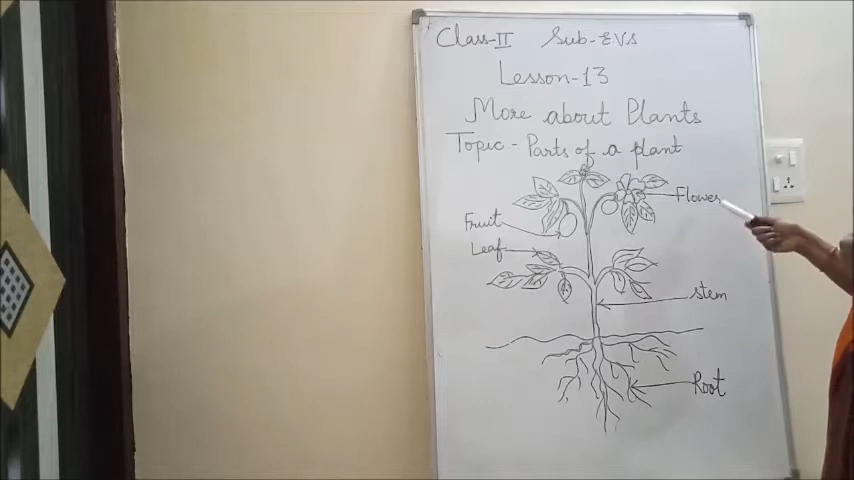 Class-II Sub-EVS
Lesson-13
More about Plants
Topic - Parts of a plant
Flower
Fruit
Leaf
stem
Root